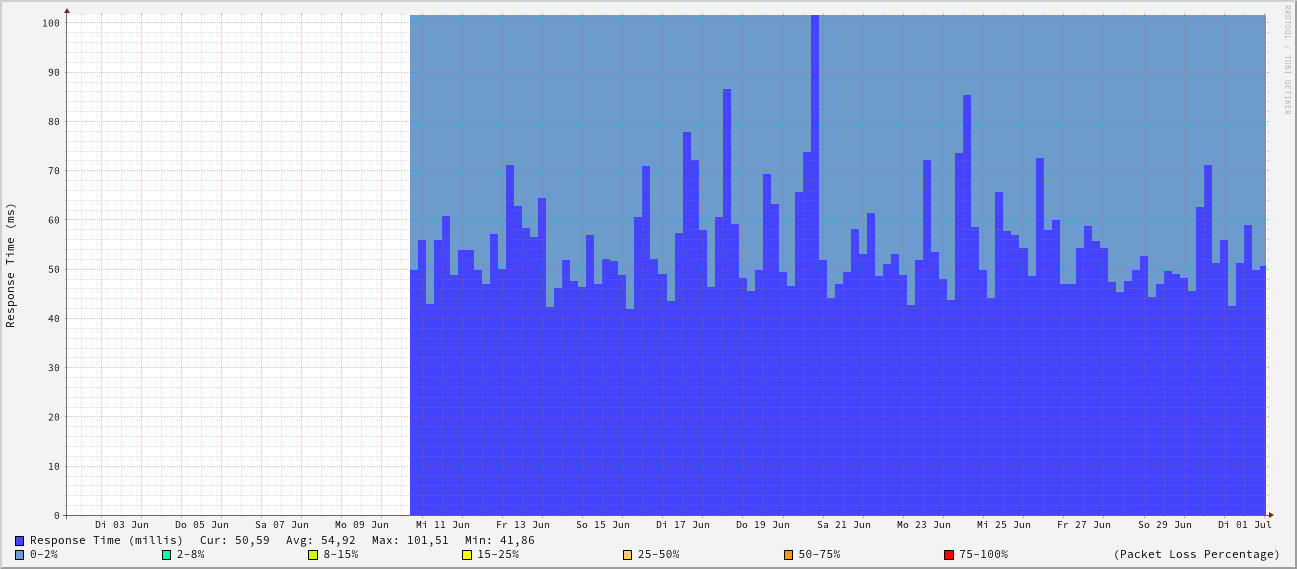 RRDTOOL / TOBI OETIKER
Response Time (ms)
100
90
80
70
60
50
40
30
20
10
0
Di 03 Jun Do 05 Jun Sa 07 Jun Mo 09 Jun Mi 11 Jun Fr 13 Jun So 15 Jun Di 17 Jun Do 19 Jun Sa 21 Jun Mo 23 Jun Mi 25 Jun Fr 27 Jun So 29 Jun Di 01 Jul
Response Time (millis) Cur: 50,59 Avg: 54,92 Max: 101,51 Min: 41,86
0-2% 2-8% 8-15% 15-25% 25-50% 50-75% 75-100% (Packet Loss Percentage)